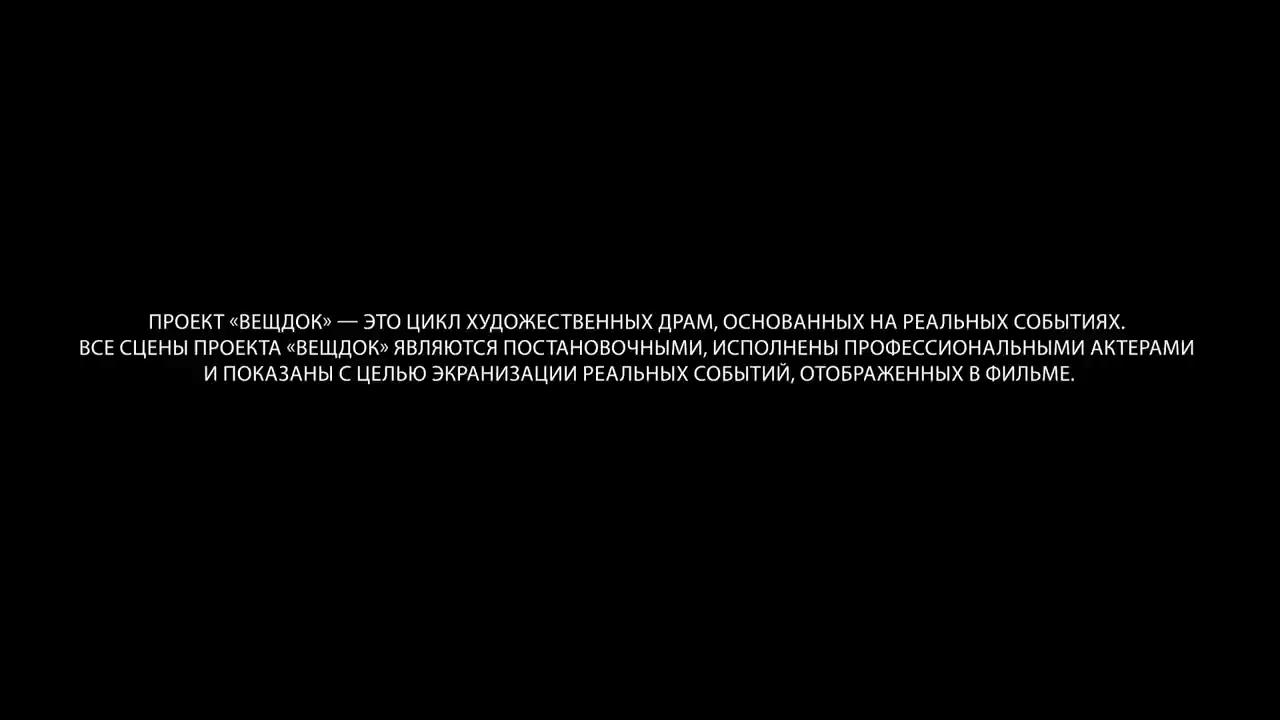 ПРОЕКТ «ВЕЩДОК» — ЭТО ЦИКЛ ХУДОЖЕСТВЕННЫХ ДРАМ, ОСНОВАННЫХ НА РЕАЛЬНЫХ СОБЫТИЯХ.
ВСЕ СЦЕНЫ ПРОЕКТА «ВЕЩДОК» ЯВЛЯЮТСЯ ПОСТАНОВОЧНЫМИ, ИСПОЛНЕНЫ ПРОФЕССИОНАЛЬНЫМИ АКТЕРАМИ
И ПОКАЗАНЫ С ЦЕЛЬЮ ЭКРАНИЗАЦИИ РЕАЛЬНЫХ СОБЫТИЙ, ОТОБРАЖЕННЫХ В ФИЛЬМЕ.